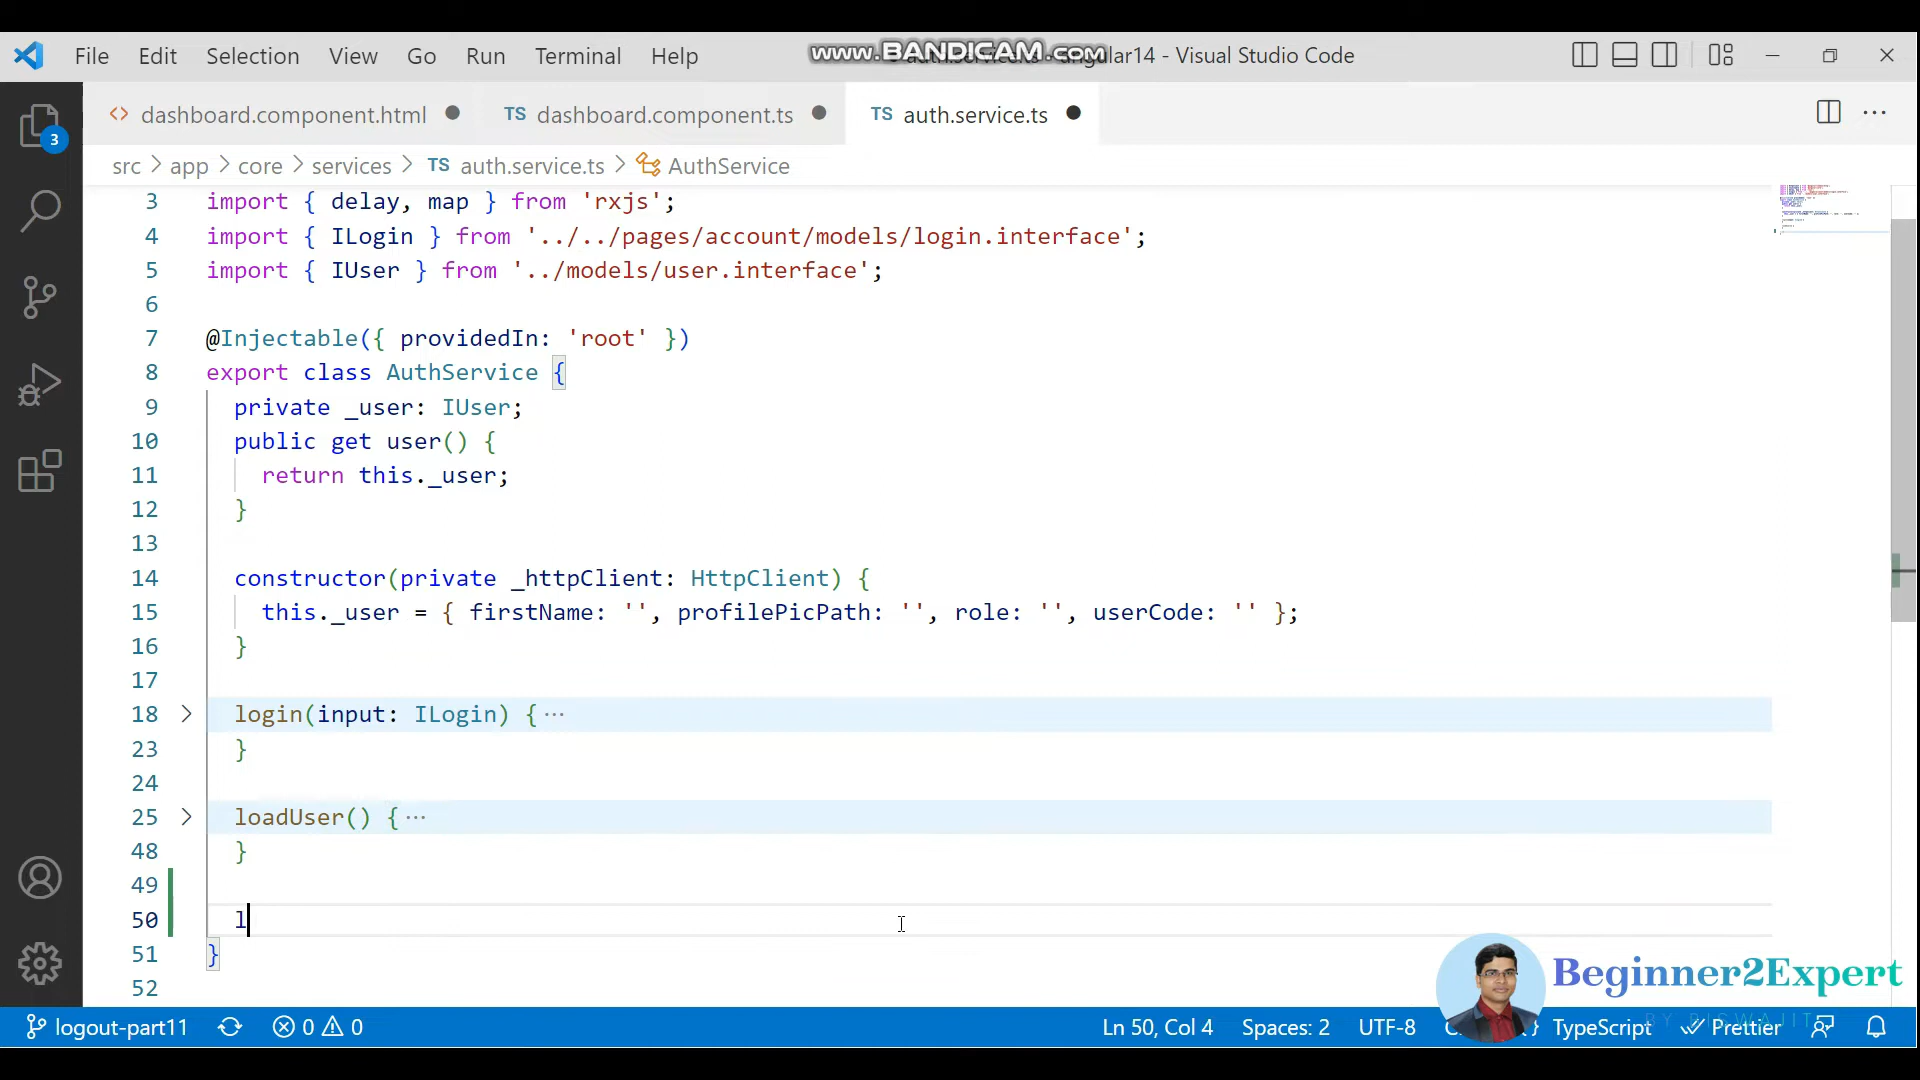 File Edit Selection View Go Run Terminal Help
www.BANDICAM.com
angular14 - Visual Studio Code
dashboard.component.html
TS dashboard.component.ts
TS auth.service.ts
src > app > core > services > TS auth.service.ts > AuthService
3 import { delay, map } from 'rxjs';
4 import { ILogin } from '../../pages/account/models/login.interface';
5 import { IUser } from '../models/user.interface';
6
7 @Injectable({ providedIn: 'root' })
8 export class AuthService {
9 private _user: IUser;
10 public get user() {
11 return this._user;
12 }
13
14 constructor(private _httpClient: HttpClient) {
15 this._user = { firstName: '', profilePicPath: '', role: '', userCode: '' };
16 }
17
18 login(input: ILogin) {···
23 }
24
25 loadUser() {···
48 }
49
50 l
51 }
52
3
Beginner2Expert
logout-part11 0 0 Ln 50, Col 4 Spaces: 2 UTF-8 TypeScript Prettier